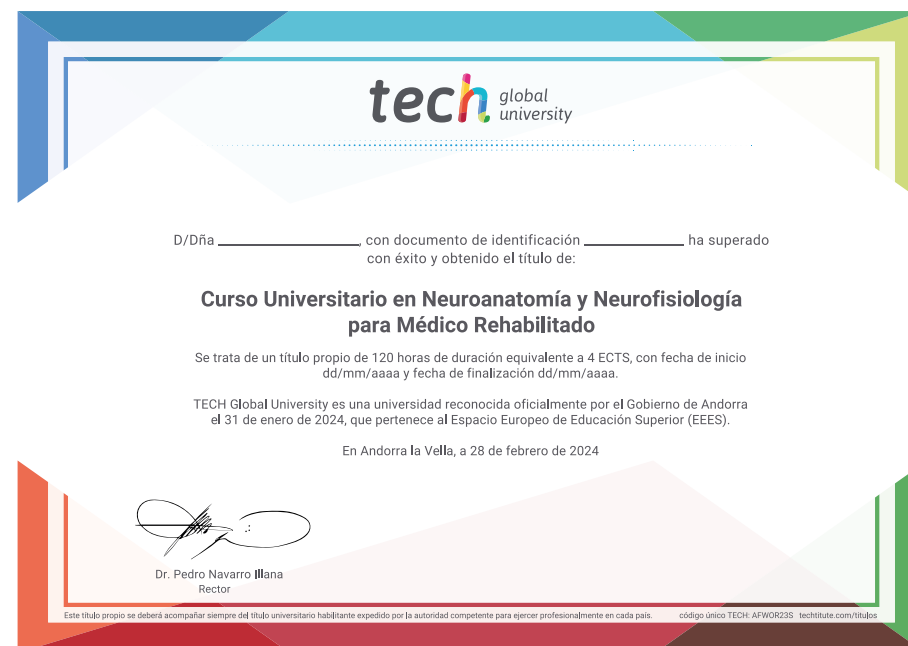 tech global
university
D/Dña ____________________, con documento de identificación ______________ ha superado
con éxito y obtenido el título de:
Curso Universitario en Neuroanatomía y Neurofisiología
para Médico Rehabilitado
Se trata de un título propio de 120 horas de duración equivalente a 4 ECTS, con fecha de inicio
dd/mm/aaaa y fecha de finalización dd/mm/aaaa.
TECH Global University es una universidad reconocida oficialmente por el Gobierno de Andorra
el 31 de enero de 2024, que pertenece al Espacio Europeo de Educación Superior (EEES).
En Andorra la Vella, a 28 de febrero de 2024
Dr. Pedro Navarro Illana
Rector
Este título propio se deberá acompañar siempre del título universitario habilitante expedido por la autoridad competente para ejercer profesionalmente en cada país. código único TECH: AFWOR23S techtitute.com/titulos